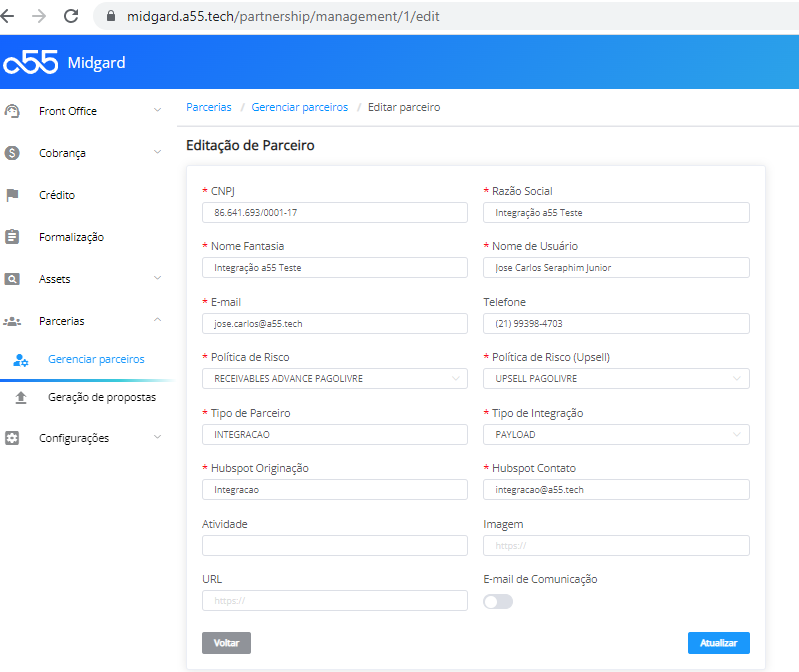 midgard.a55.tech/partnership/management/1/edit
a55 Midgard
Front Office
Cobrança
Crédito
Formalização
Assets
Parcerias
Gerenciar parceiros
Geração de propostas
Configurações
Parcerias / Gerenciar parceiros / Editar parceiro
Editação de Parceiro
* CNPJ
86.641.693/0001-17
* Razão Social
Integração a55 Teste
* Nome Fantasia
Integração a55 Teste
* Nome de Usuário
Jose Carlos Seraphim Junior
* E-mail
jose.carlos@a55.tech
Telefone
(21) 99398-4703
* Política de Risco
RECEIVABLES ADVANCE PAGOLIVRE
* Política de Risco (Upsell)
UPSELL PAGOLIVRE
* Tipo de Parceiro
INTEGRACAO
* Tipo de Integração
PAYLOAD
* Hubspot Originação
Integracao
* Hubspot Contato
integracao@a55.tech
Atividade
Imagem
https://
URL
https://
E-mail de Comunicação
Voltar
Atualizar